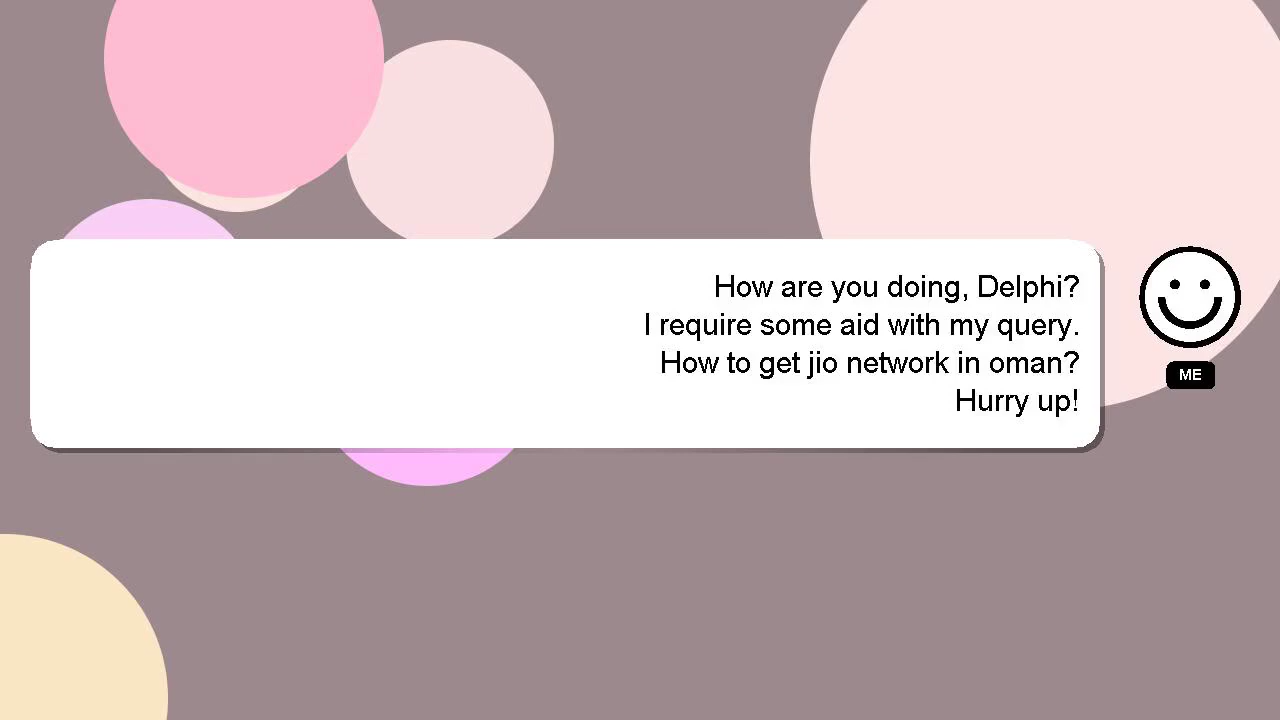 How are you doing, Delphi?
I require some aid with my query.
How to get jio network in oman?
Hurry up!
ME